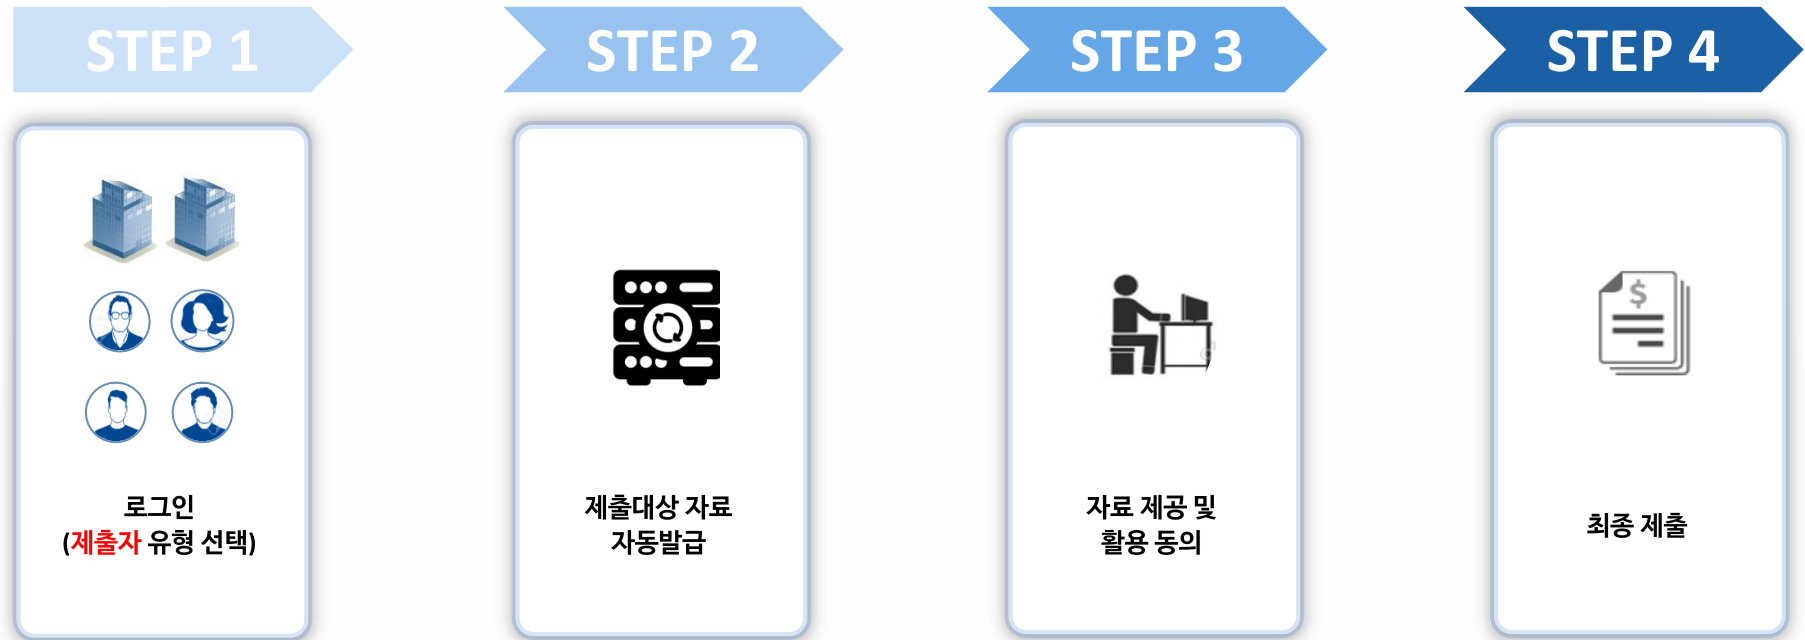 STEP 1
STEP 2
STEP 3
STEP 4
로그인
(제출자 유형 선택)
제출대상 자료
자동발급
자료 제공 및
활용 동의
최종 제출
$